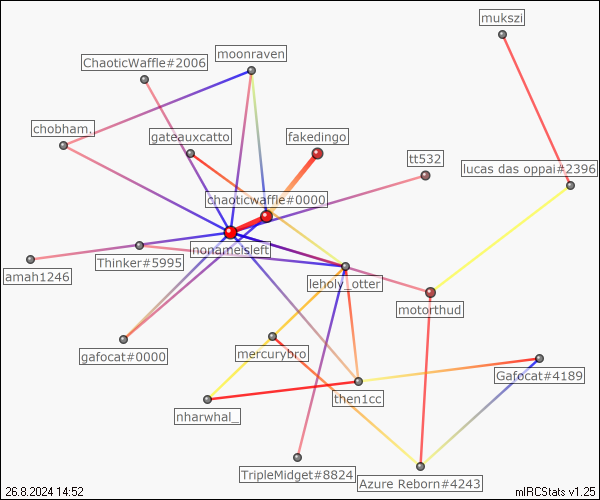 mukszi
moonraven
ChaoticWaffle#2006
chobham.
gateauxcatto
fakedingo
tt532
lucas das oppai#2396
chaoticwaffle#0000
nonameisleft
Thinker#5995
amah1246
leholy_otter
motorthud
gafocat#0000
mercurybro
Gafocat#4189
then1cc
nharwhal_
TripleMidget#8824
Azure Reborn#4243
26.8.2024 14:52
mIRCStats v1.25